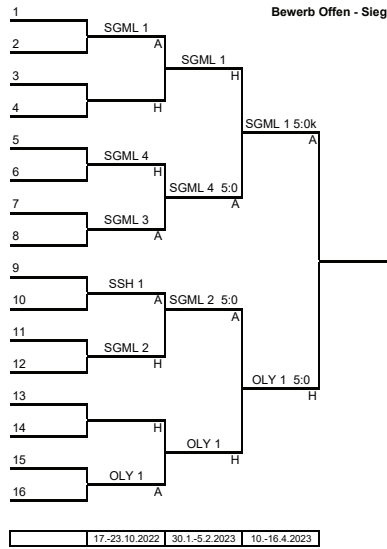 1
Bewerb Offen - Sieg
SGML 1
2
A
SGML 1
3
H
4
H
SGML 1 5:0k
5
A
SGML 4
6
H
SGML 4 5:0
7
A
SGML 3
8
A
9
SSH 1
10
A
SGML 2 5:0
11
A
SGML 2
12
H
OLY 1 5:0
13
H
14
H
OLY 1
15
H
OLY 1
16
A
17.-23.10.2022 30.1.-5.2.2023 10.-16.4.2023